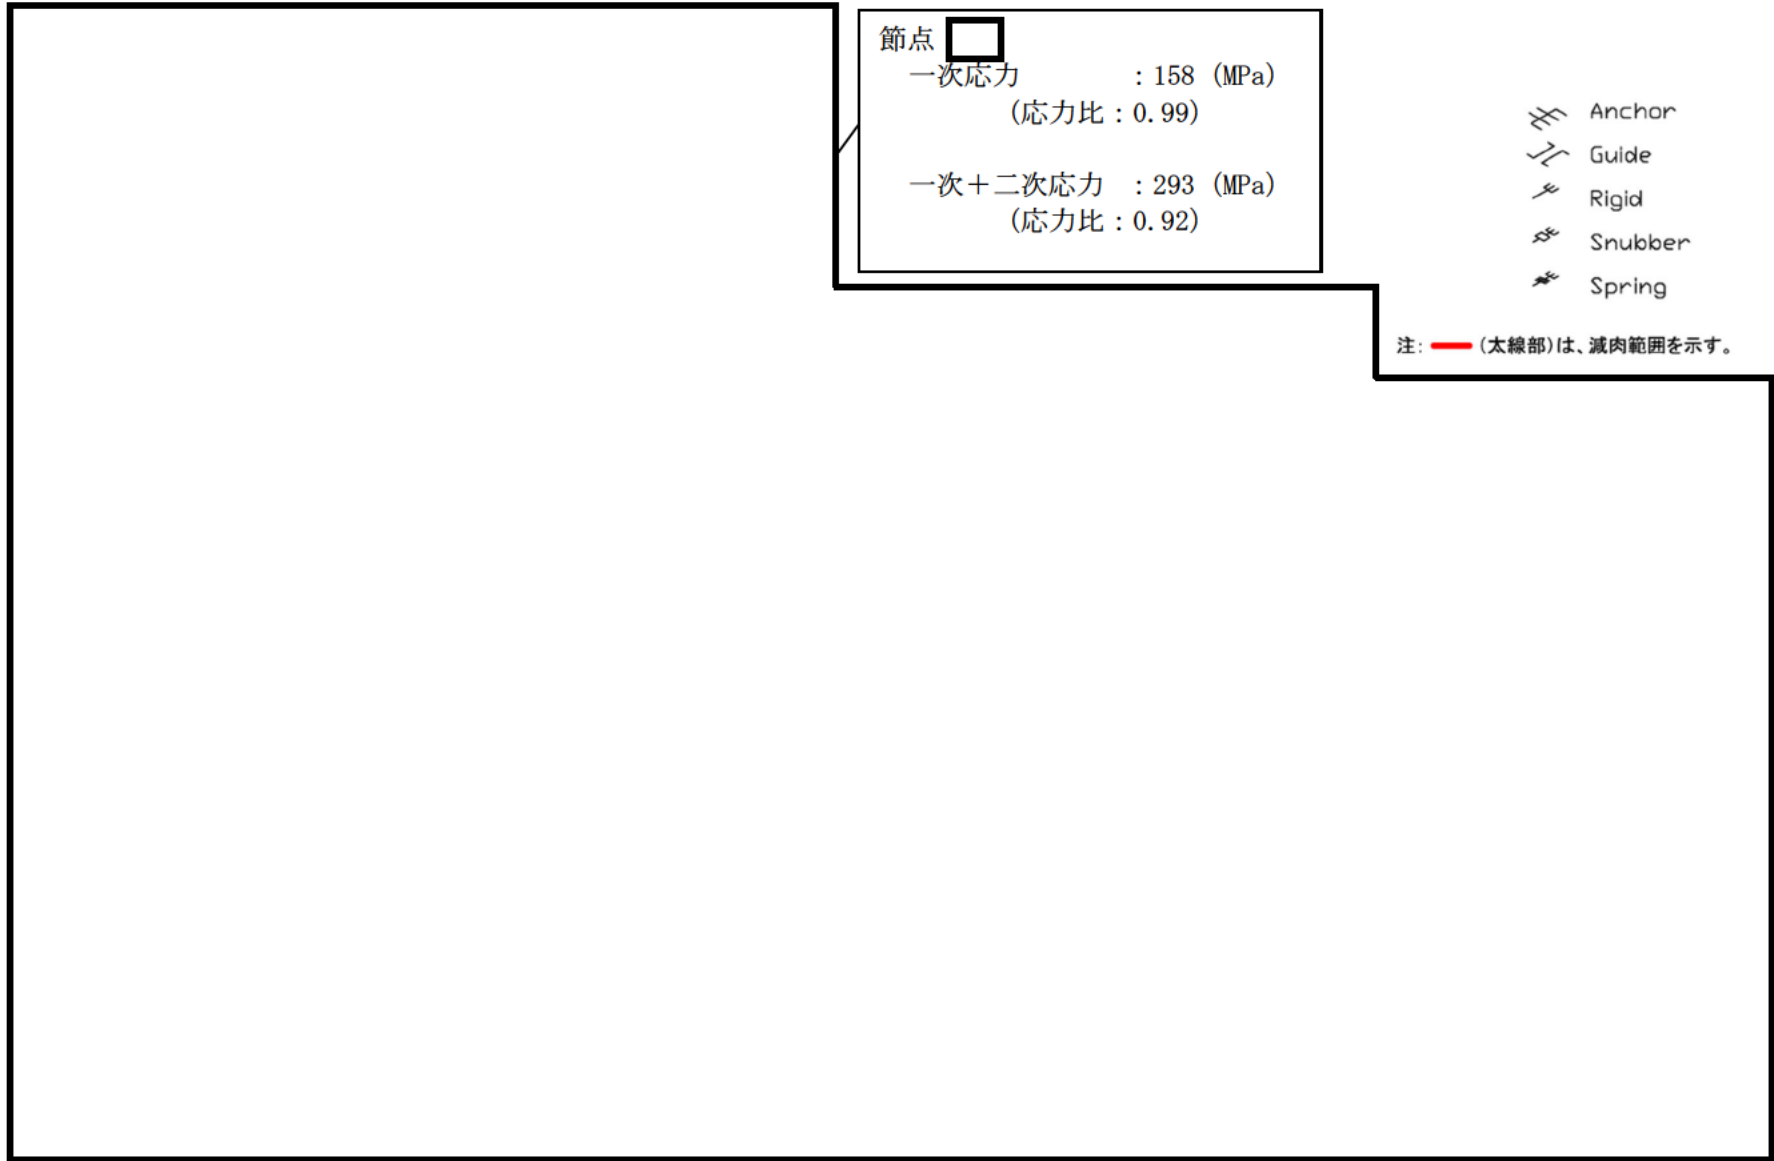 節点
一次応力 : 158 (MPa)
(応力比:0.99)
一次+二次応力 : 293 (MPa)
(応力比:0.92)
Anchor
Guide
Rigid
Snubber
Spring
注: (太線部)は、減肉範囲を示す。